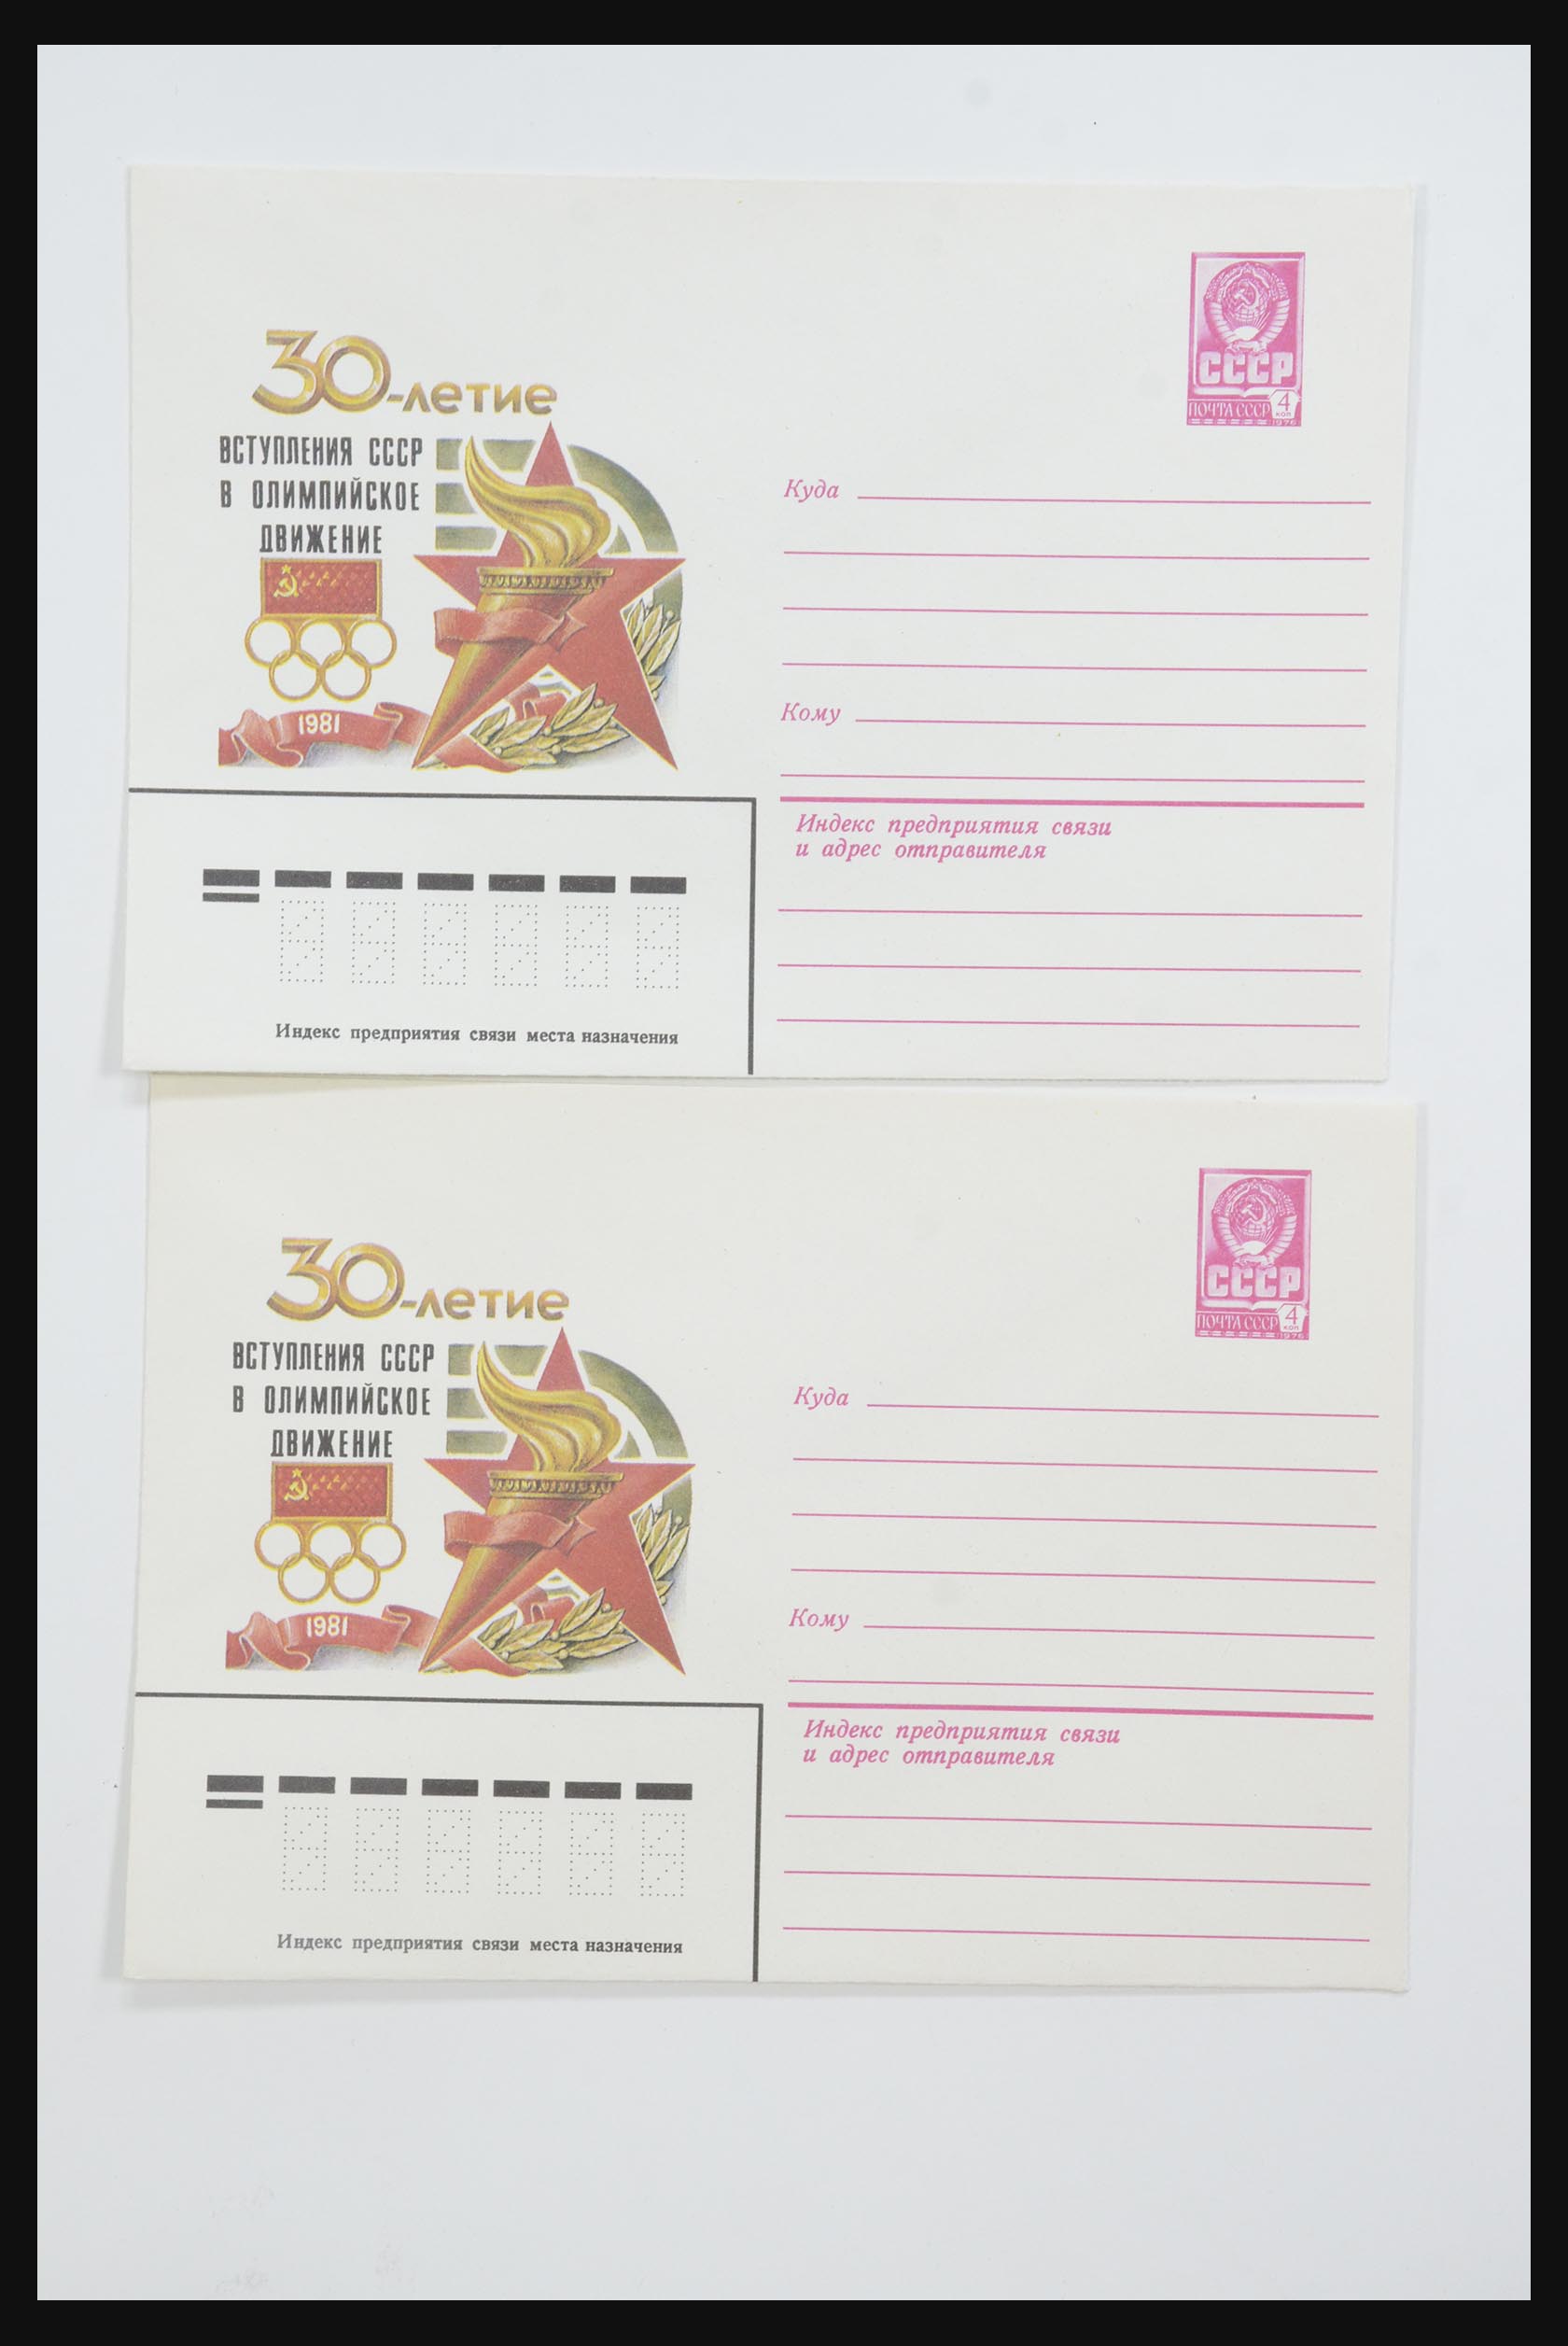 30-летие
ВСТУПЛЕНИЯ СССР
В ОЛИМПИЙСКОЕ
ДВИЖЕНИЕ
1981
СССР
ПОЧТА СССР 4
КОП
1976
Куда
Кому
Индекс предприятия связи
и адрес отправителя
Индекс предприятия связи места назначения
30-летие
ВСТУПЛЕНИЯ СССР
В ОЛИМПИЙСКОЕ
ДВИЖЕНИЕ
1981
СССР
ПОЧТА СССР 4
КОП
1976
Куда
Кому
Индекс предприятия связи
и адрес отправителя
Индекс предприятия связи места назначения